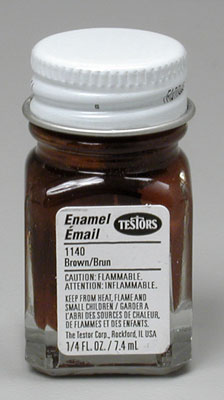 Enamel
Émail
TESTORS
1140
Brown/Brun
CAUTION: FLAMMABLE.
ATTENTION: INFLAMMABLE.
KEEP FROM HEAT, FLAME AND
SMALL CHILDREN / GARDER A
L'ABRI DES SOURCES DE CHALEUR,
DE FLAMMES ET DES ENFANTS.
The Testor Corp., Rockford, IL USA
1/4 FL. OZ. / 7.4 mL